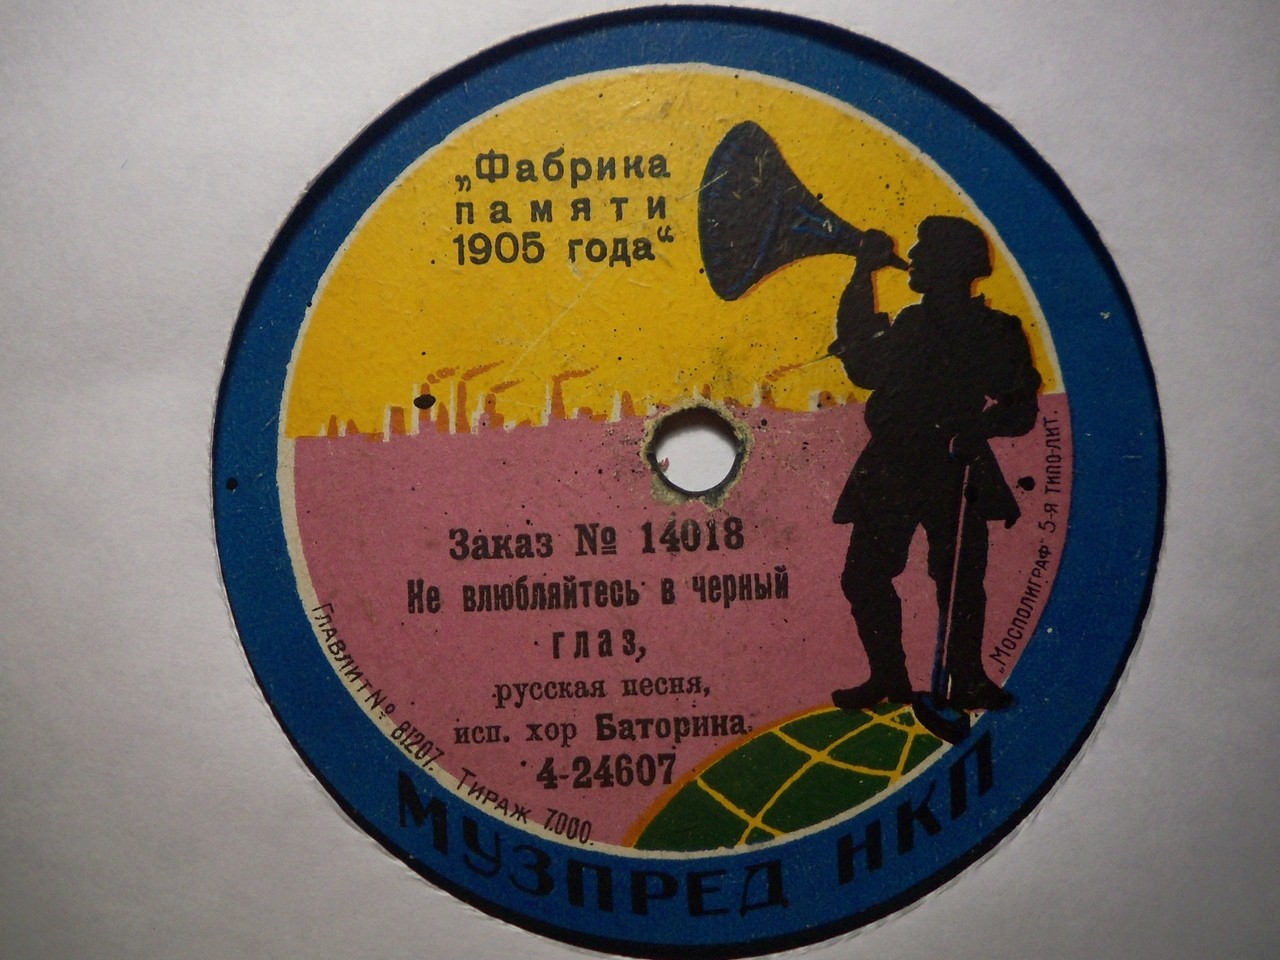 „Фабрика
памяти
1905 года“
Заказ № 14018
Не влюбляйтесь в черный
глаз,
русская песня,
исп. хор Баторина
4-24607
Главлит № 81207. Тираж 7.000.
„Мосполиграф“ 5-я типо-лит.
МУЗПРЕД НКП